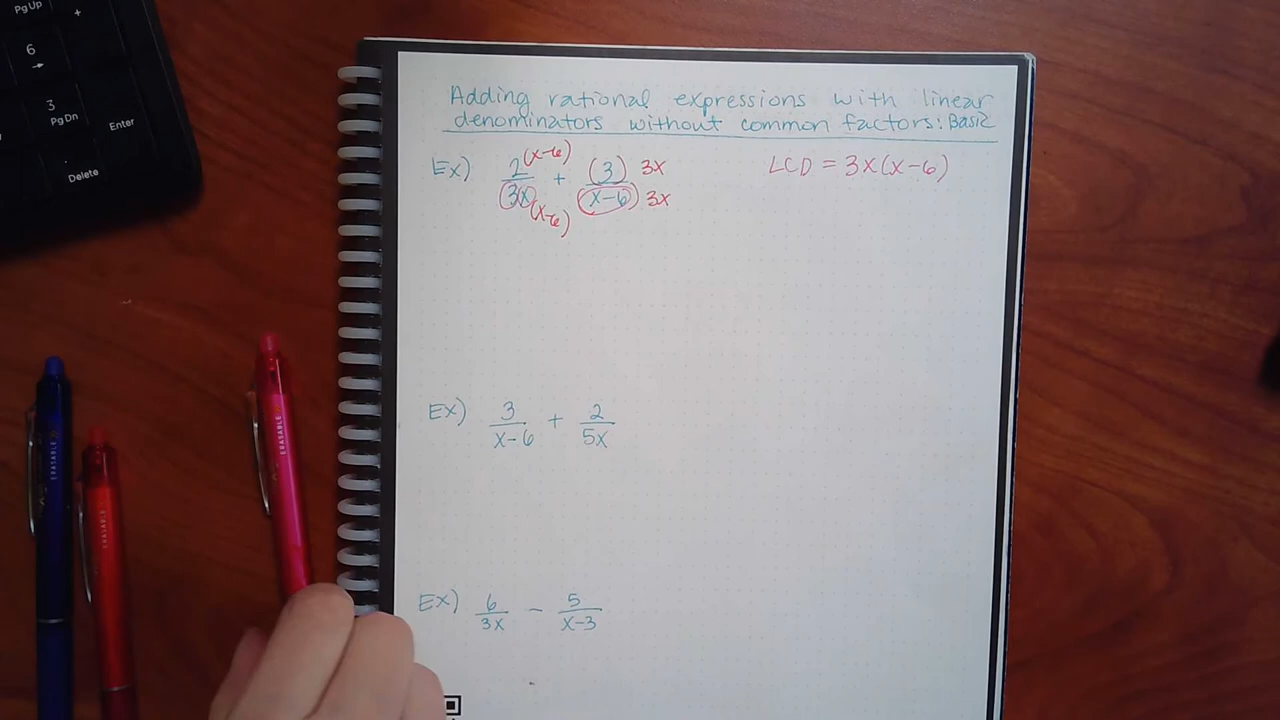 PgUp
+
6
→
3
PgDn
Enter
Delete
ERASABLE
ERASABLE
ERASABLE
Adding rational expressions with linear
denominators without common factors: Basic
Ex) 2(x-6)/3x(x-6) + (3) 3x/(x-6) 3x LCD = 3x(x-6)
Ex) 3/x-6 + 2/5x
Ex) 6/3x - 5/x-3